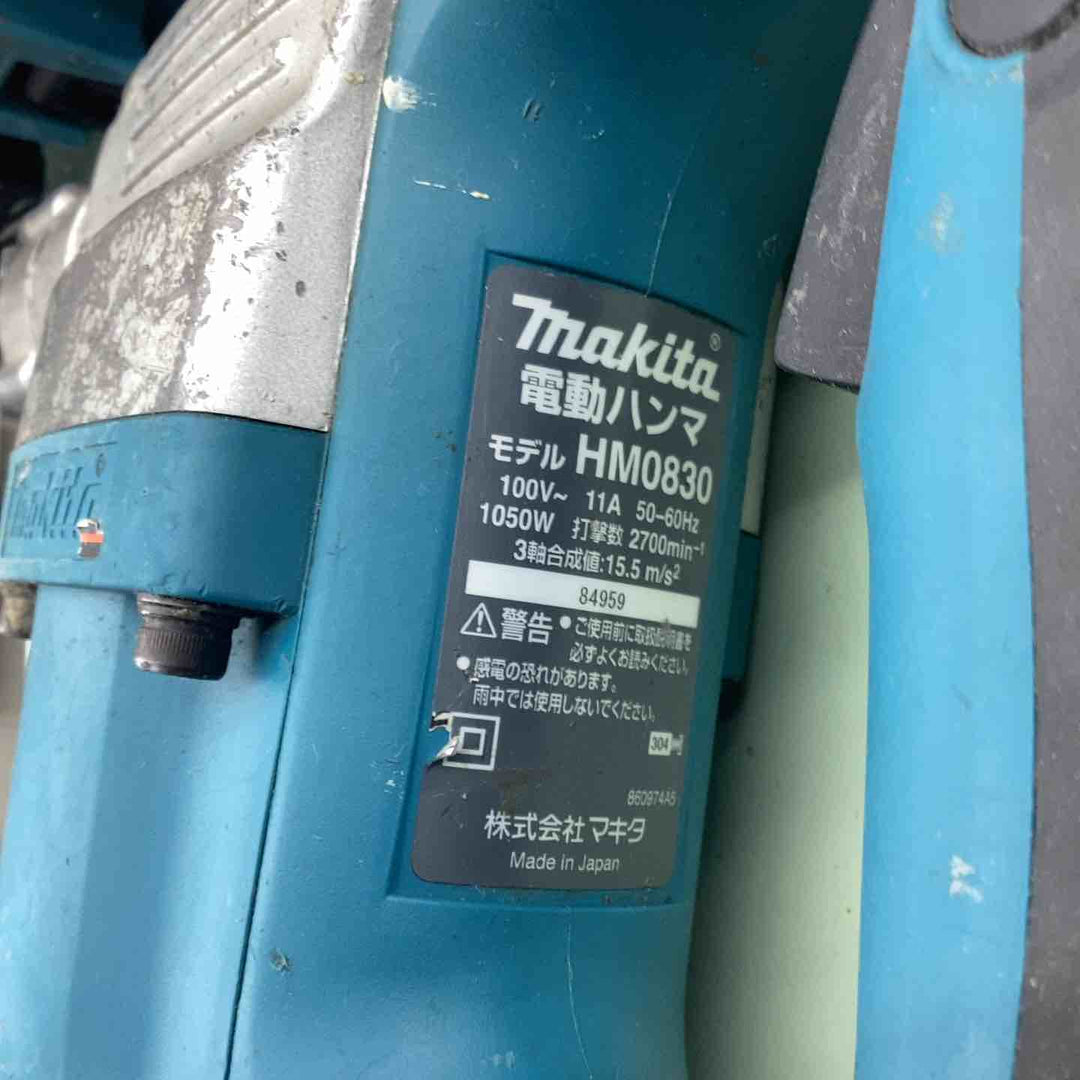 makita®
電動ハンマ
モデル HM0830
100V~ 11A 50-60Hz
1050W 打撃数 2700min⁻¹
3軸合成値:15.5 m/s²
84959
警告 ●ご使用前に取扱説明書を
必ずよくお読みください。
●感電の恐れがあります。
雨中では使用しないでください。
304
860974A5
株式会社マキタ
Made in Japan
makita®